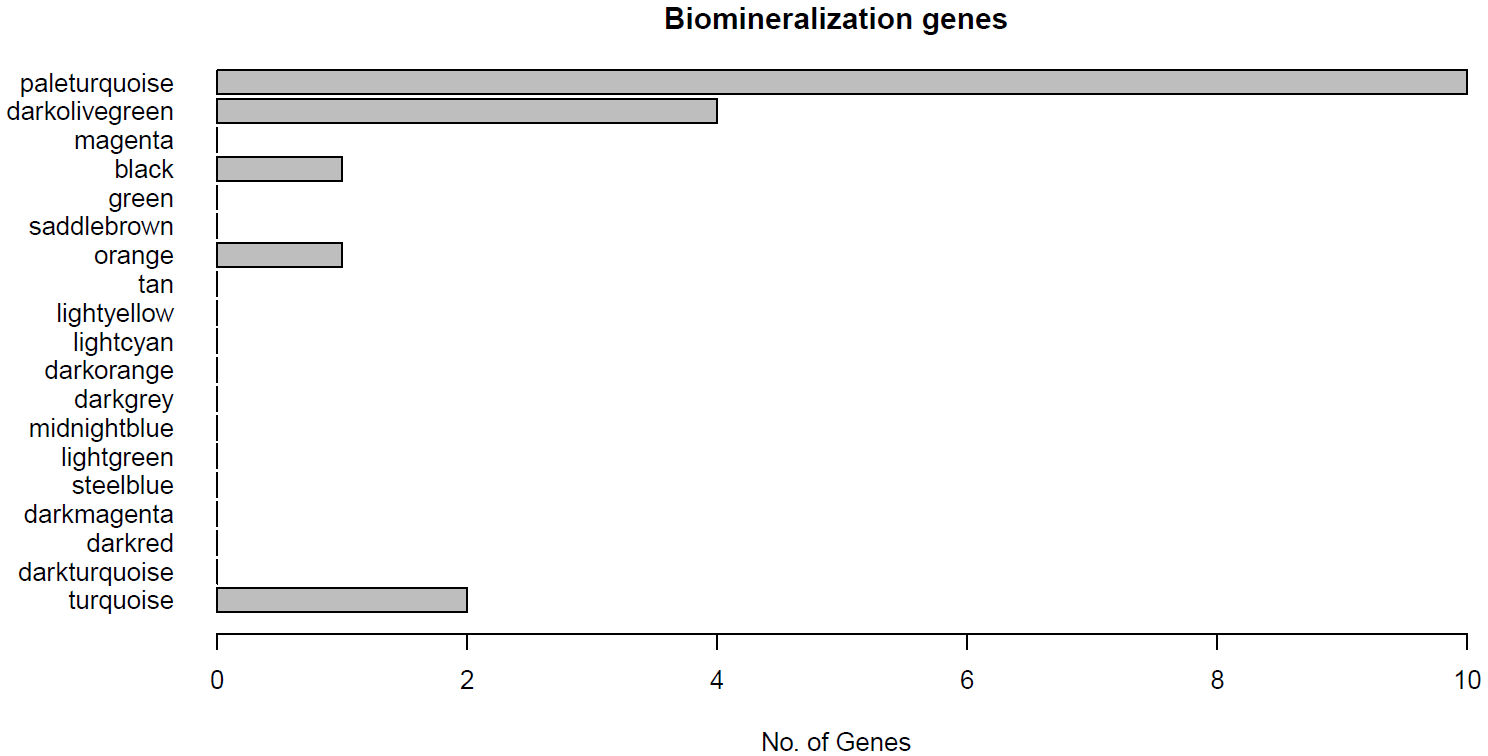 Biomineralization genes
paleturquoise
darkolivegreen
magenta
black
green
saddlebrown
orange
tan
lightyellow
lightcyan
darkorange
darkgrey
midnightblue
lightgreen
steelblue
darkmagenta
darkred
darkturquoise
turquoise
0 2 4 6 8 10
No. of Genes